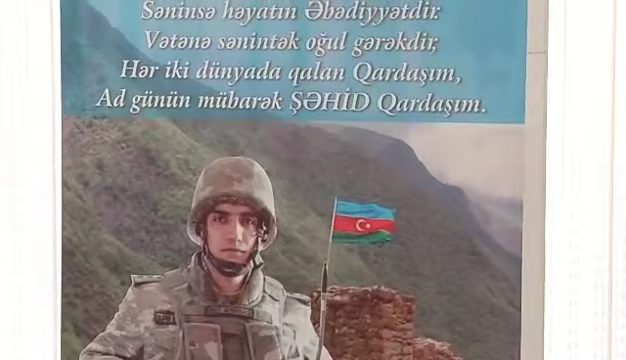 Səninsə həyatın Əbədiyyətdir.
Vətənə sənintək oğul gərəkdir,
Hər iki dünyada qalan Qardaşım,
Ad günün mübarək ŞƏHİD Qardaşım.